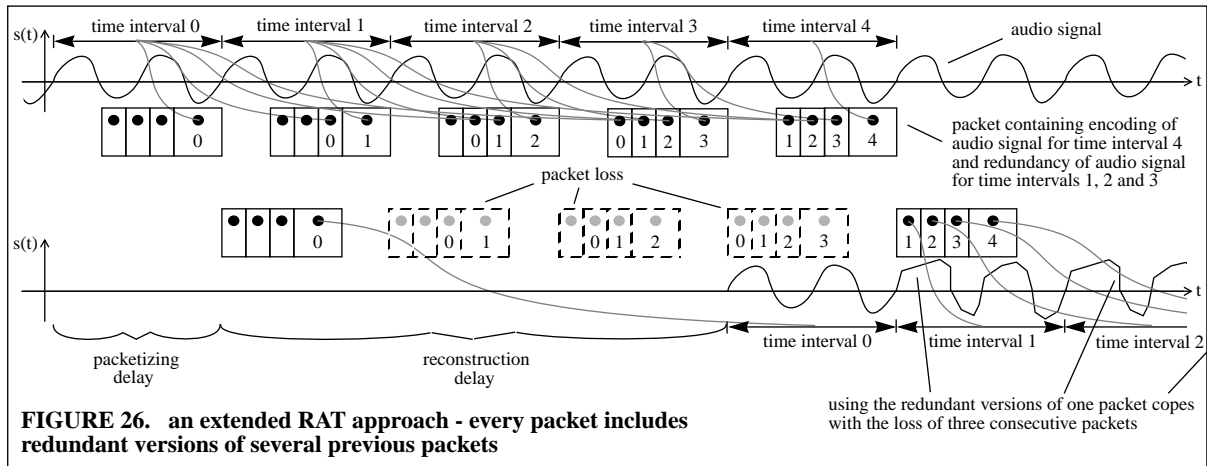 time interval 0 time interval 1 time interval 2 time interval 3 time interval 4
s(t)
audio signal
t
0 0 1 0 1 2 0 1 2 3 1 2 3 4
packet containing encoding of
audio signal for time interval 4
and redundancy of audio signal
for time intervals 1, 2 and 3
packet loss
0 0 1 0 1 2 0 1 2 3 1 2 3 4
s(t)
t
time interval 0 time interval 1 time interval 2
packetizing
delay
reconstruction
delay
using the redundant versions of one packet copes
with the loss of three consecutive packets
FIGURE 26. an extended RAT approach - every packet includes
redundant versions of several previous packets